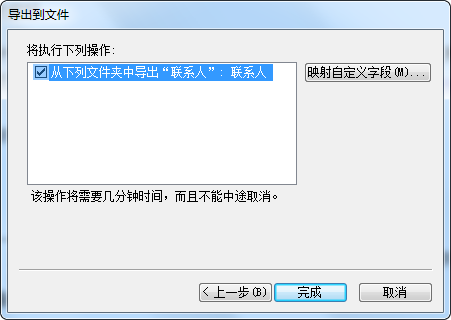 导出到文件
将执行下列操作:
从下列文件夹中导出“联系人”: 联系人
映射自定义字段(M)...
该操作将需要几分钟时间，而且不能中途取消。
< 上一步(B)
完成
取消